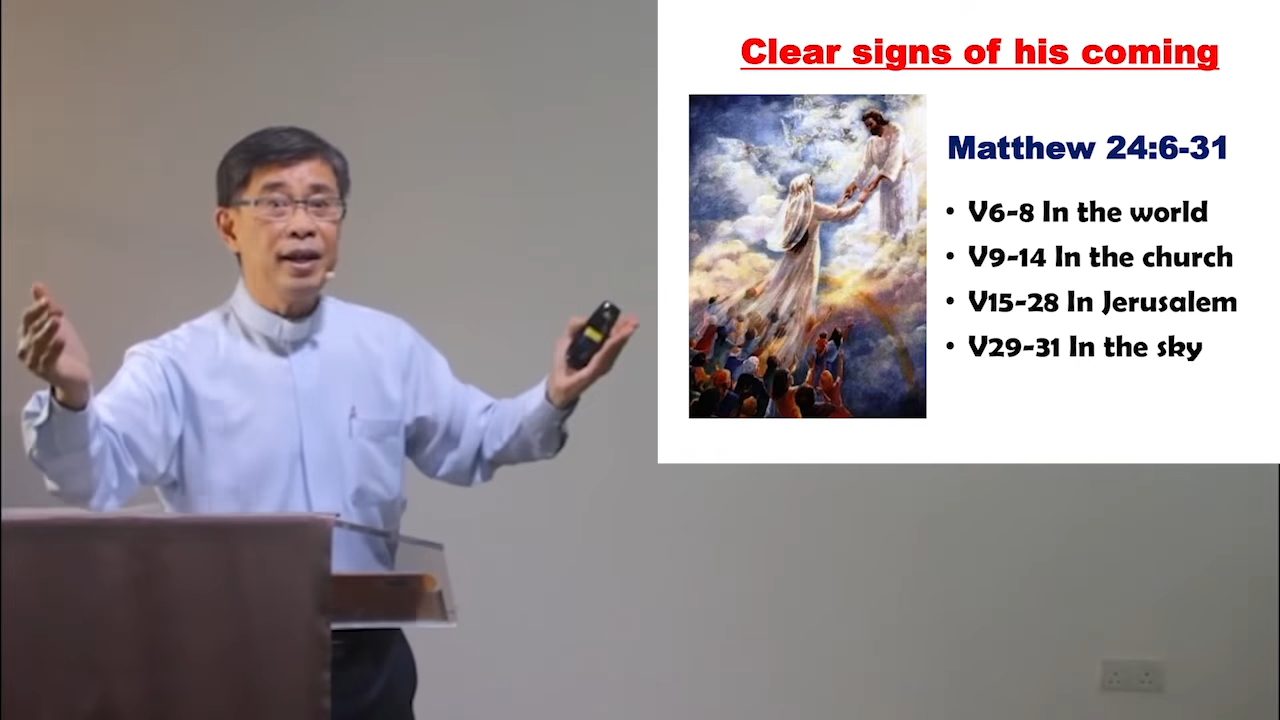 Clear signs of his coming
Matthew 24:6-31
• V6-8 In the world
• V9-14 In the church
• V15-28 In Jerusalem
• V29-31 In the sky